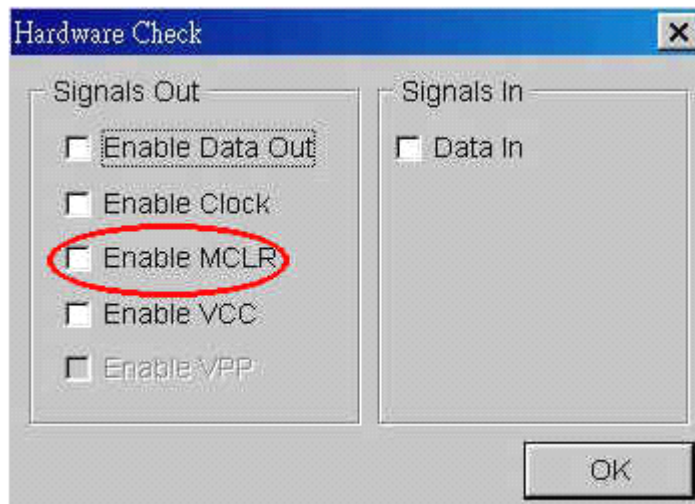 Hardware Check
Signals Out
Enable Data Out
Enable Clock
Enable MCLR
Enable VCC
Enable VPP
Signals In
Data In
OK